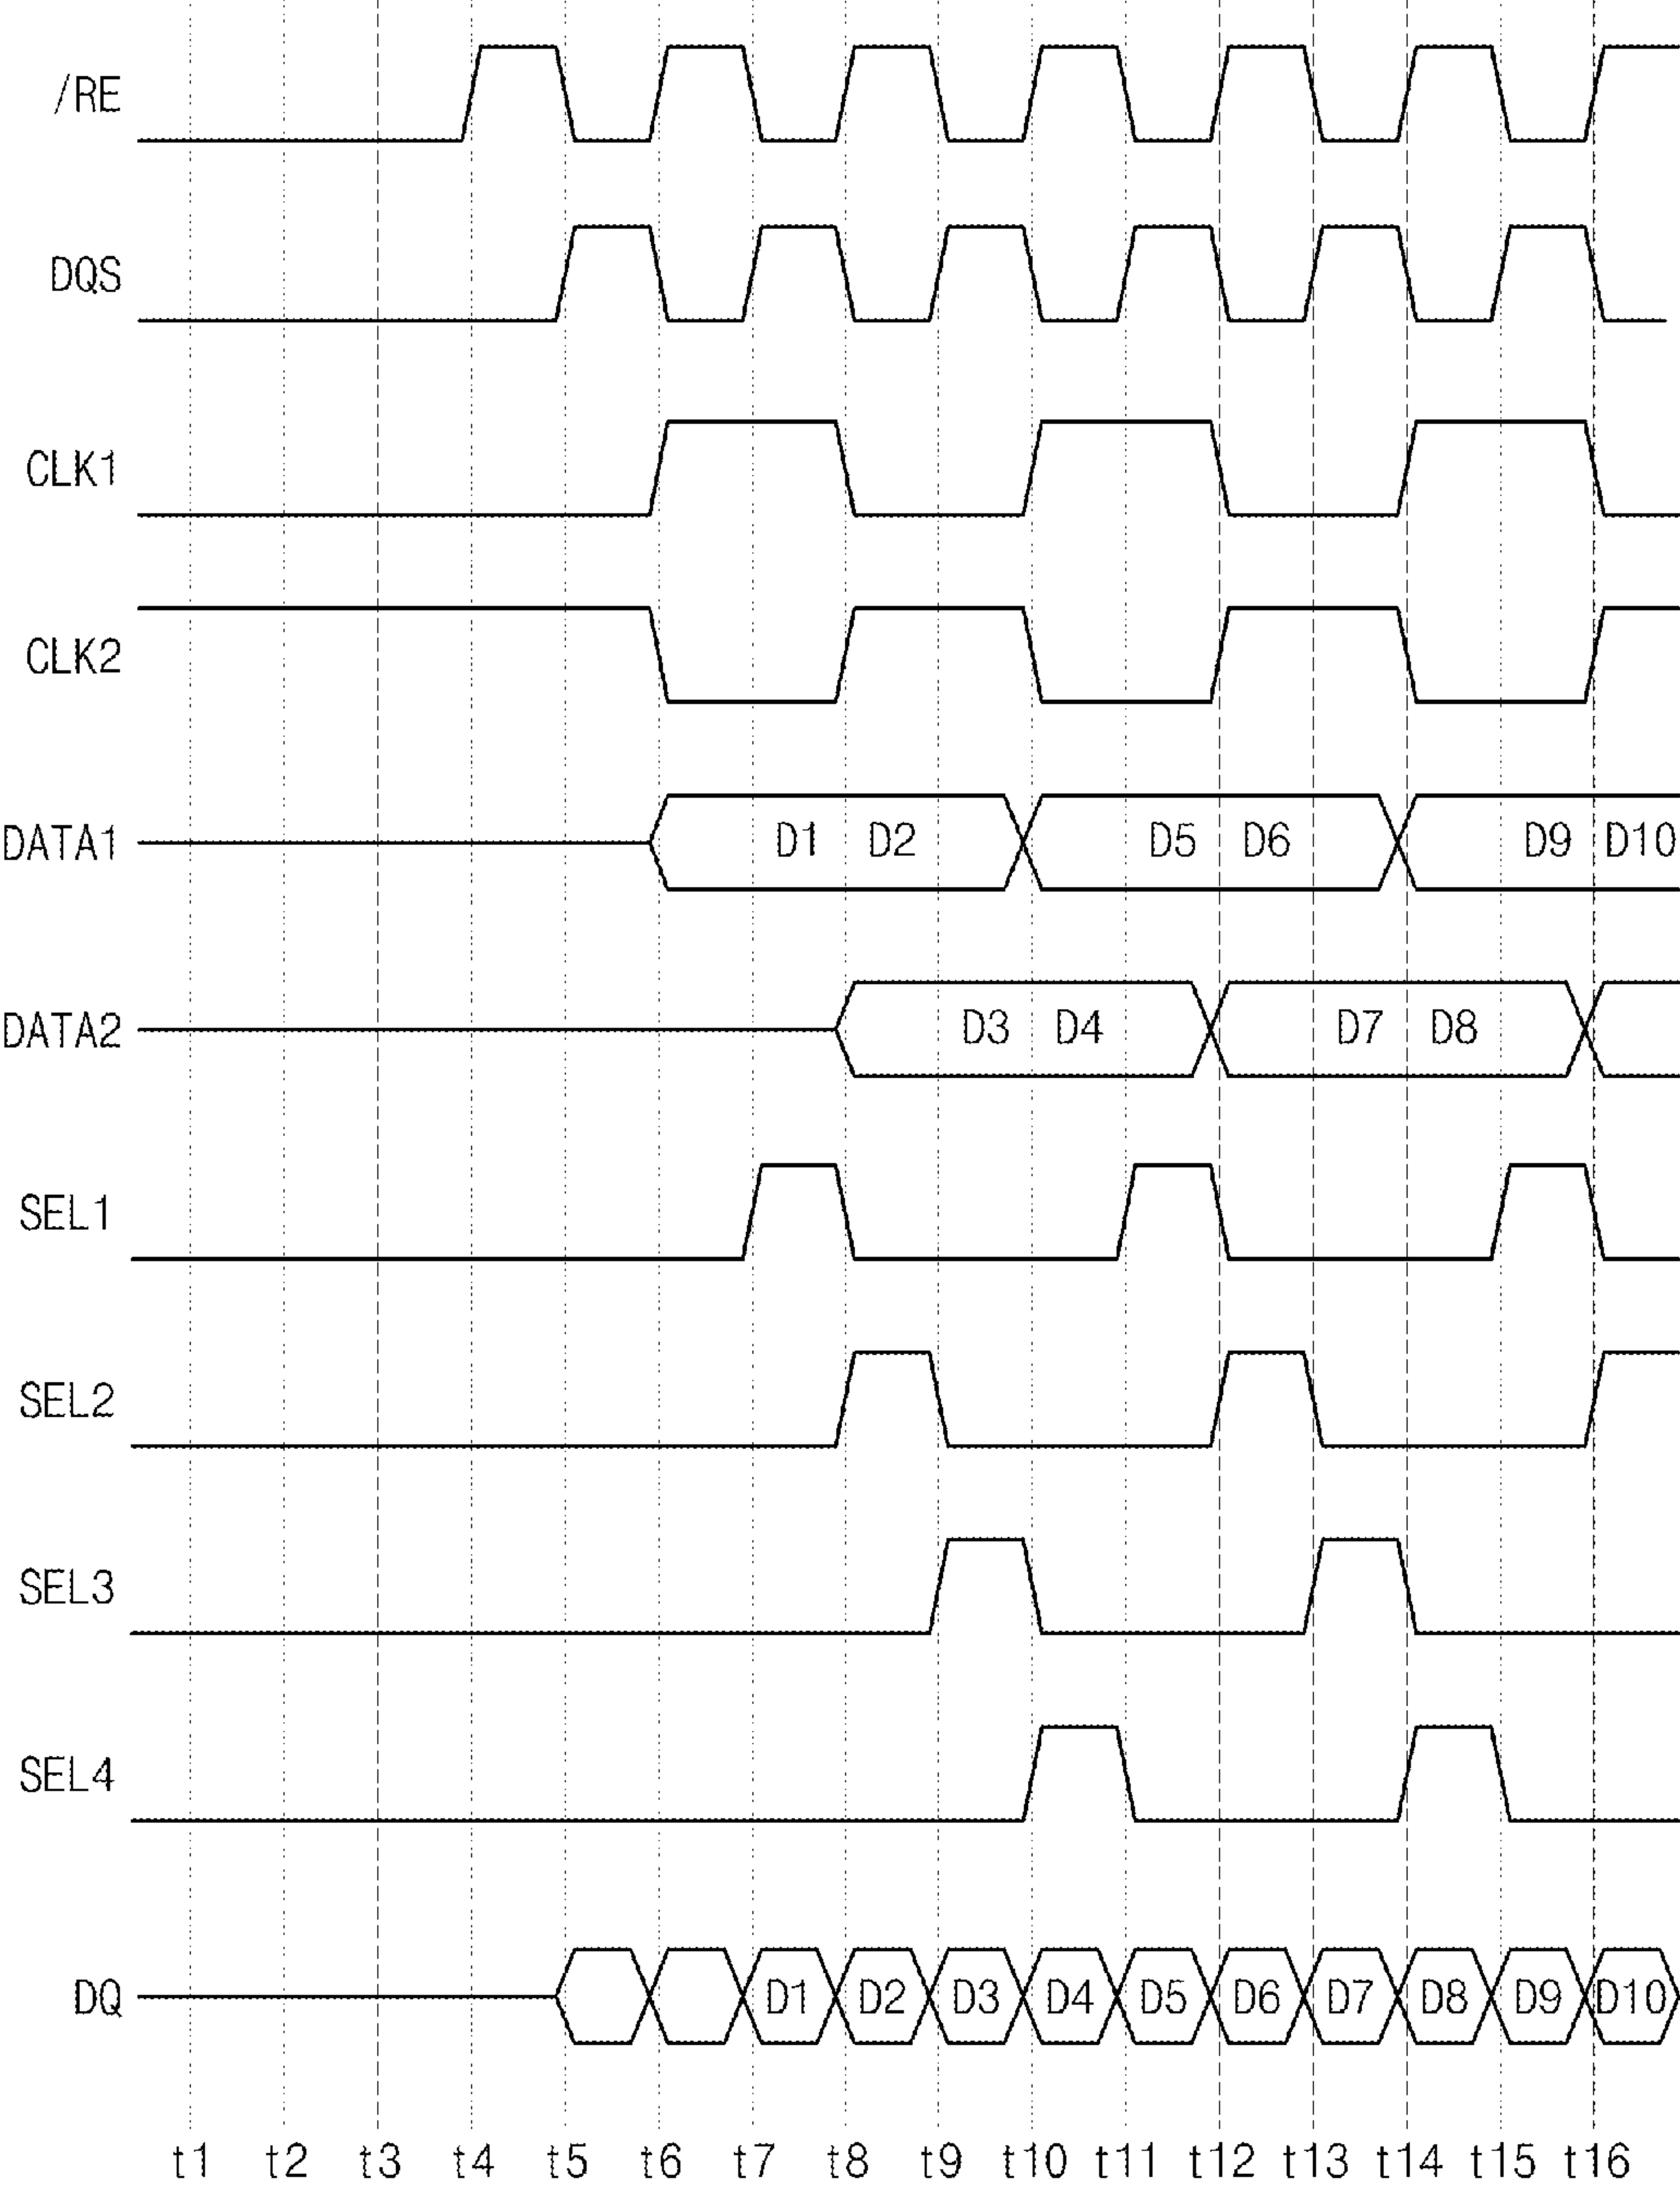 /RE
DQS
CLK1
CLK2
DATA1 D1 D2 D5 D6 D9 D10
DATA2 D3 D4 D7 D8
SEL1
SEL2
SEL3
SEL4
DQ D1 D2 D3 D4 D5 D6 D7 D8 D9 D10
t1 t2 t3 t4 t5 t6 t7 t8 t9 t10 t11 t12 t13 t14 t15 t16